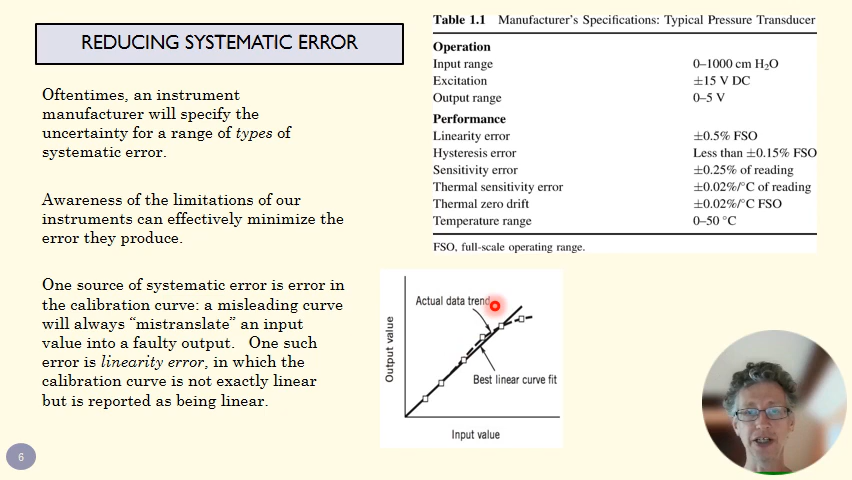 REDUCING SYSTEMATIC ERROR
Oftentimes, an instrument
manufacturer will specify the
uncertainty for a range of types of
systematic error.
Awareness of the limitations of our
instruments can effectively minimize the
error they produce.
One source of systematic error is error in
the calibration curve: a misleading curve
will always “mistranslate” an input
value into a faulty output. One such
error is linearity error, in which the
calibration curve is not exactly linear
but is reported as being linear.
6
Table 1.1 Manufacturer's Specifications: Typical Pressure Transducer
Operation
Input range 0–1000 cm H₂O
Excitation ±15 V DC
Output range 0–5 V
Performance
Linearity error ±0.5% FSO
Hysteresis error Less than ±0.15% FSO
Sensitivity error ±0.25% of reading
Thermal sensitivity error ±0.02%/°C of reading
Thermal zero drift ±0.02%/°C FSO
Temperature range 0–50 °C
FSO, full-scale operating range.
Actual data trend
Output value
Best linear curve fit
Input value